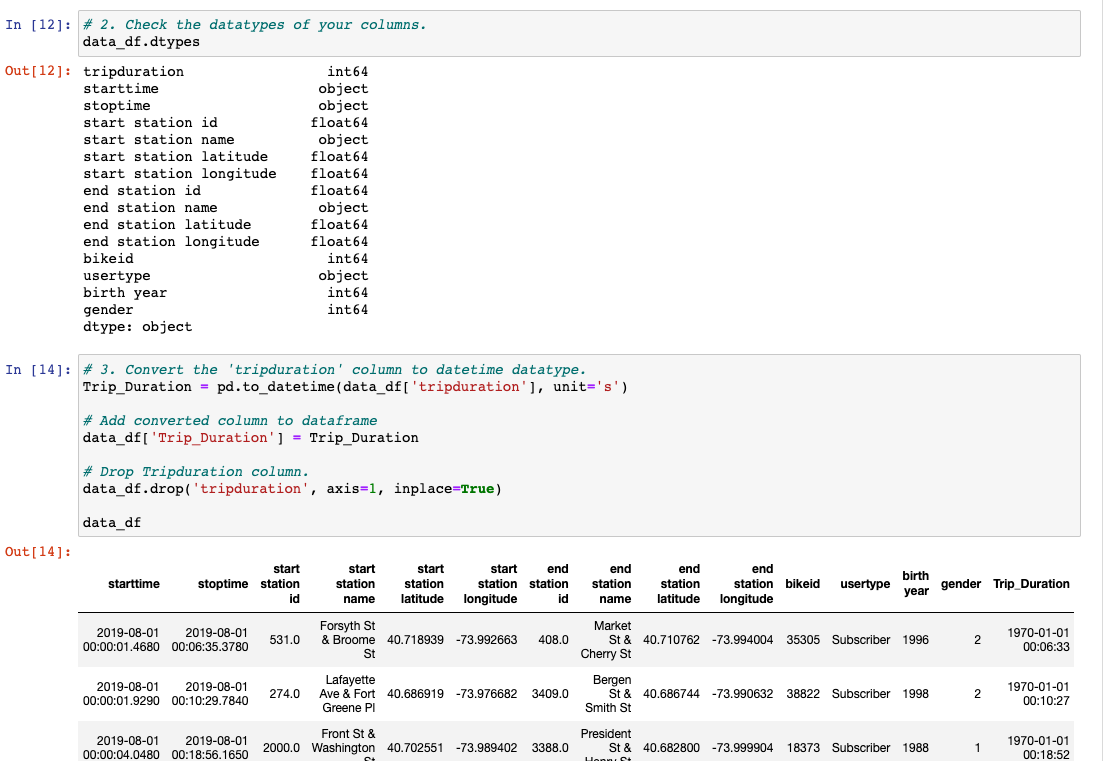 In [12]: # 2. Check the datatypes of your columns.
data_df.dtypes
Out[12]: tripduration int64
starttime object
stoptime object
start station id float64
start station name object
start station latitude float64
start station longitude float64
end station id float64
end station name object
end station latitude float64
end station longitude float64
bikeid int64
usertype object
birth year int64
gender int64
dtype: object
In [14]: # 3. Convert the 'tripduration' column to datetime datatype.
Trip_Duration = pd.to_datetime(data_df['tripduration'], unit='s')
# Add converted column to dataframe
data_df['Trip_Duration'] = Trip_Duration
# Drop Tripduration column.
data_df.drop('tripduration', axis=1, inplace=True)
data_df
Out[14]:
starttime stoptime start station id start station name start station latitude start station longitude end station id end station name end station latitude end station longitude bikeid usertype birth year gender Trip_Duration
2019-08-01 00:00:01.4680 2019-08-01 00:06:35.3780 531.0 Forsyth St & Broome St 40.718939 -73.992663 408.0 Market St & Cherry St 40.710762 -73.994004 35305 Subscriber 1996 2 1970-01-01 00:06:33
2019-08-01 00:00:01.9290 2019-08-01 00:10:29.7840 274.0 Lafayette Ave & Fort Greene Pl 40.686919 -73.976682 3409.0 Bergen St & Smith St 40.686744 -73.990632 38822 Subscriber 1998 2 1970-01-01 00:10:27
2019-08-01 00:00:04.0480 2019-08-01 00:18:56.1650 2000.0 Front St & Washington St 40.702551 -73.989402 3388.0 President St & Henry St 40.682800 -73.999904 18373 Subscriber 1988 1 1970-01-01 00:18:52